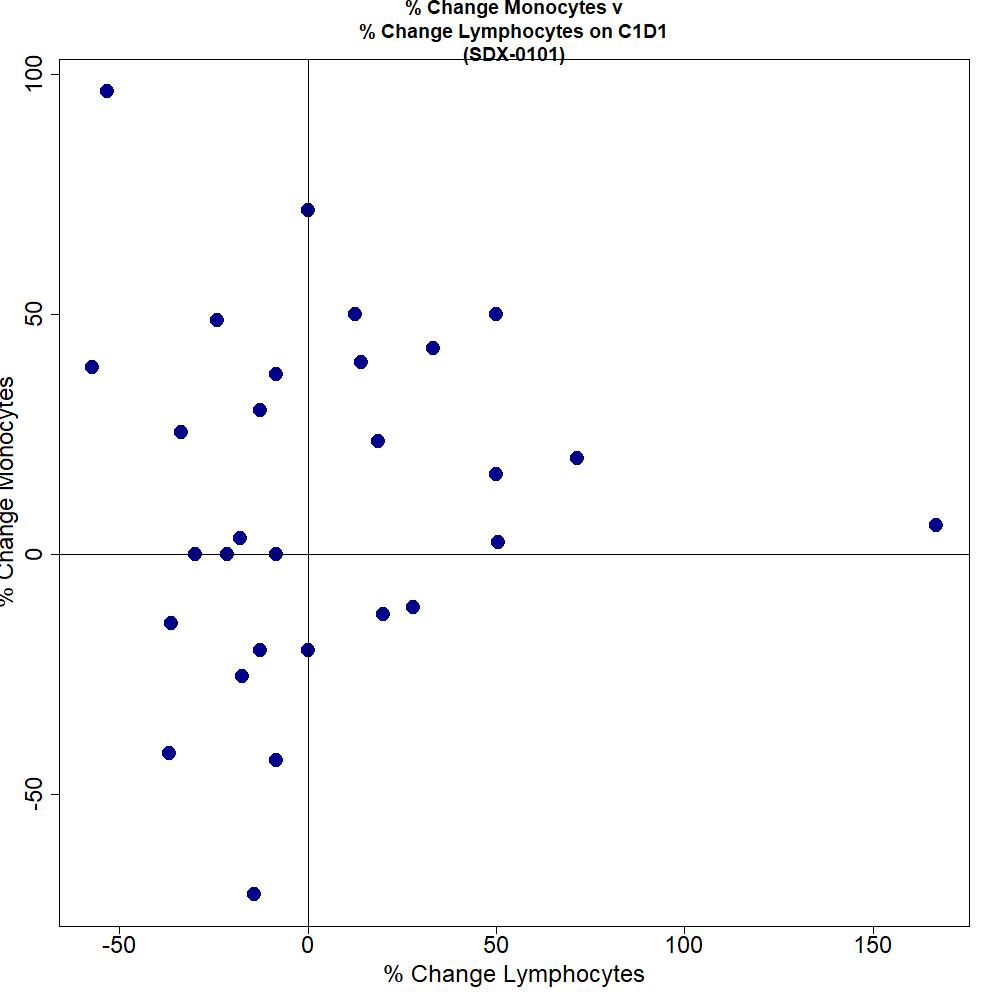 % Change Monocytes v
% Change Lymphocytes on C1D1
(SDX-0101)
100
50
0
-50
% Change Monocytes
-50
0
50
100
150
% Change Lymphocytes